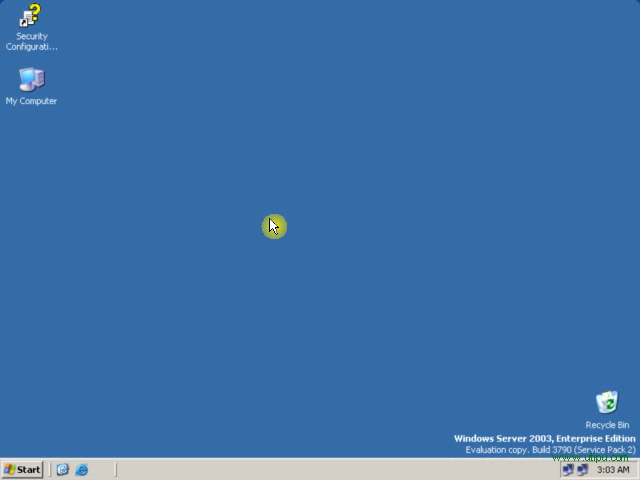 Security
Configurati...
My Computer
Recycle Bin
Windows Server 2003, Enterprise Edition
Evaluation copy. Build 3790 (Service Pack 2)
Start
3:03 AM